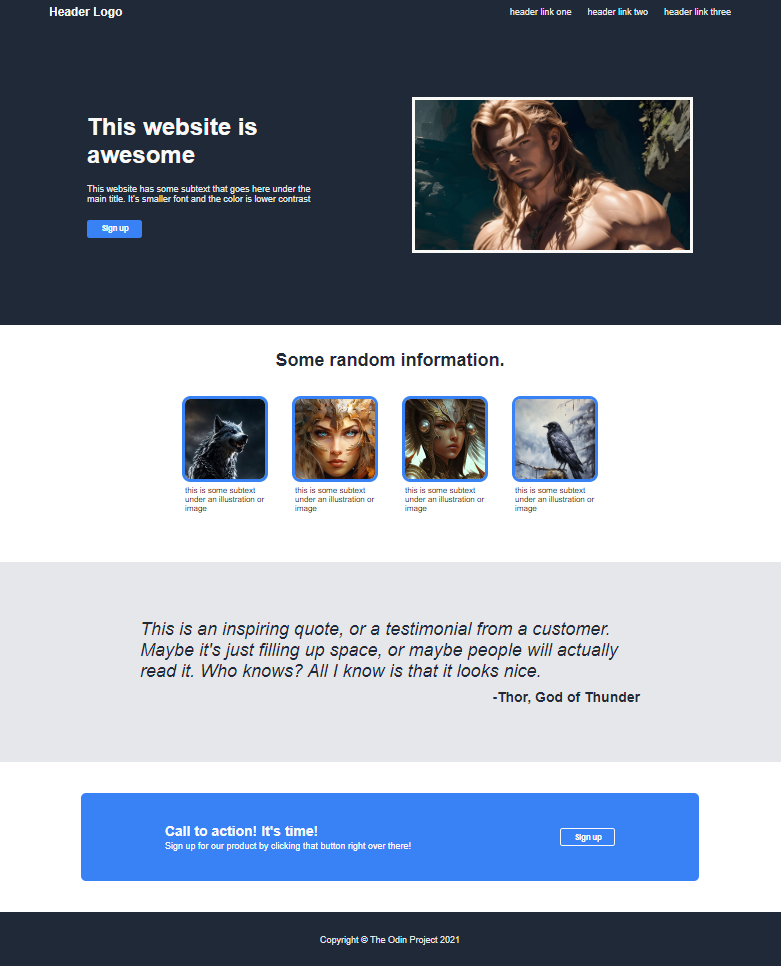 Header Logo
header link one
header link two
header link three
This website is
awesome
This website has some subtext that goes here under the
main title. It's smaller font and the color is lower contrast
Sign up
Some random information.
this is some subtext
under an illustration or
image
this is some subtext
under an illustration or
image
this is some subtext
under an illustration or
image
this is some subtext
under an illustration or
image
This is an inspiring quote, or a testimonial from a customer.
Maybe it's just filling up space, or maybe people will actually
read it. Who knows? All I know is that it looks nice.
-Thor, God of Thunder
Call to action! It's time!
Sign up for our product by clicking that button right over there!
Sign up
Copyright © The Odin Project 2021